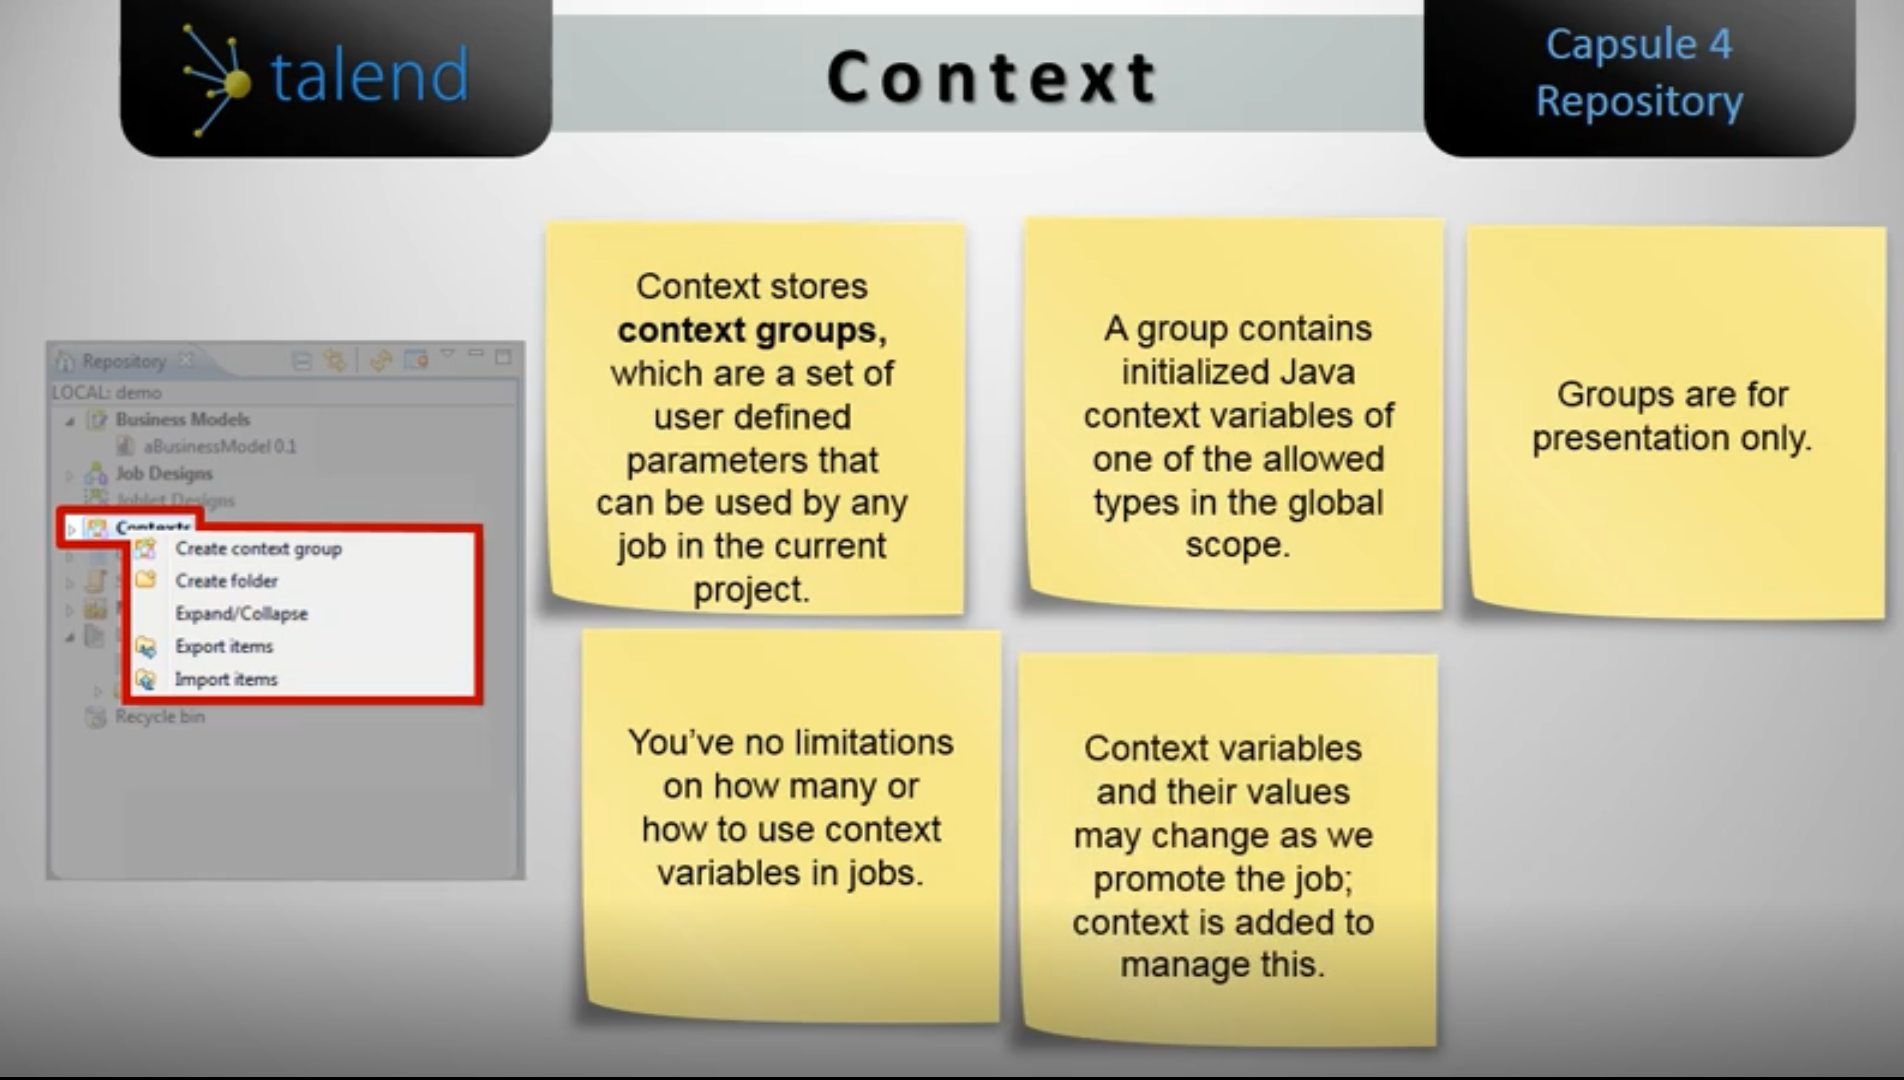 talend
Context
Capsule 4
Repository
Repository
LOCAL: demo
Business Models
aBusinessModel 0.1
Job Designs
Joblet Designs
Contexts
Create context group
Create folder
Expand/Collapse
Export items
Import items
Recycle bin
Context stores
context groups,
which are a set of
user defined
parameters that
can be used by any
job in the current
project.
A group contains
initialized Java
context variables of
one of the allowed
types in the global
scope.
Groups are for
presentation only.
You’ve no limitations
on how many or
how to use context
variables in jobs.
Context variables
and their values
may change as we
promote the job;
context is added to
manage this.